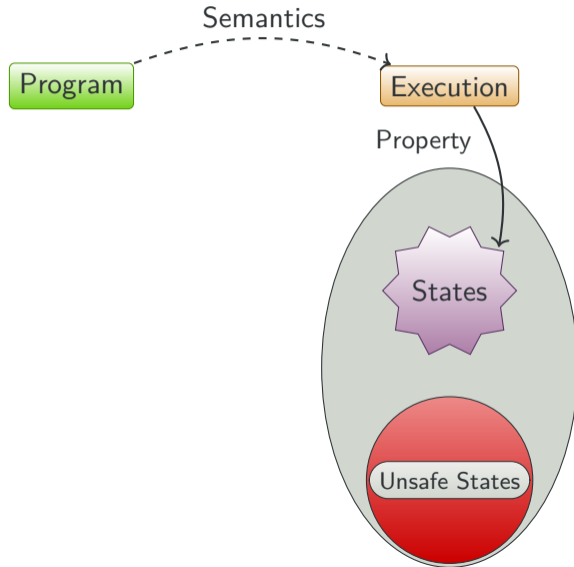 Semantics
Program
Execution
Property
States
Unsafe States